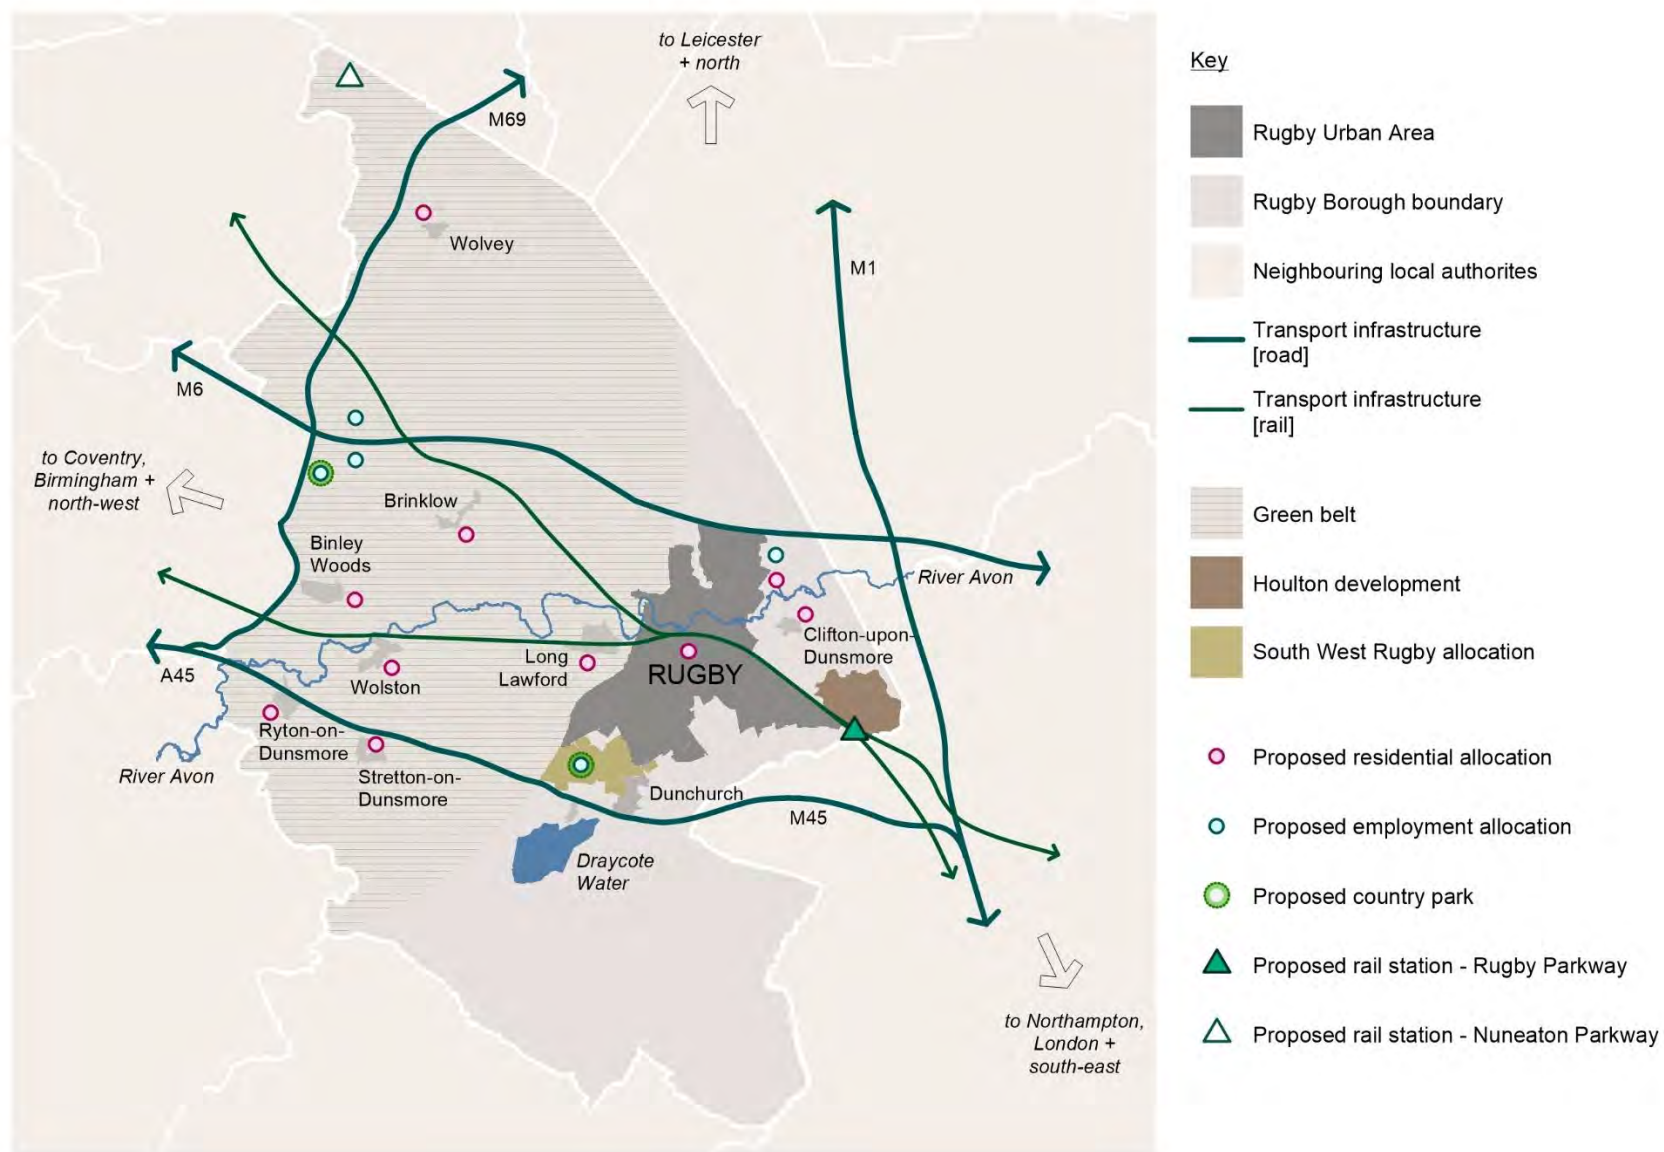 to Leicester
+ north
M69
M1
Wolvey
M6
to Coventry,
Birmingham +
north-west
Brinklow
Binley
Woods
River Avon
Clifton-upon-
Dunsmore
Long
Lawford
RUGBY
A45
Wolston
Ryton-on-
Dunsmore
River Avon
Stretton-on-
Dunsmore
Dunchurch
M45
Draycote
Water
to Northampton,
London +
south-east
Key
Rugby Urban Area
Rugby Borough boundary
Neighbouring local authorites
Transport infrastructure
[road]
Transport infrastructure
[rail]
Green belt
Houlton development
South West Rugby allocation
Proposed residential allocation
Proposed employment allocation
Proposed country park
Proposed rail station - Rugby Parkway
Proposed rail station - Nuneaton Parkway